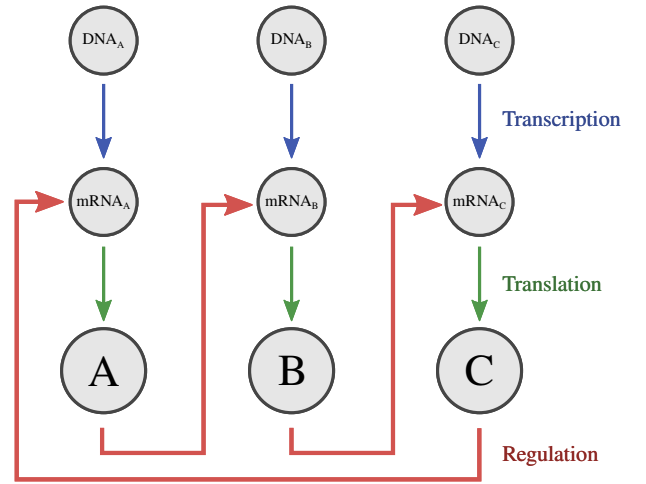 DNA_A DNA_B DNA_C
Transcription
mRNA_A mRNA_B mRNA_C
Translation
A B C
Regulation